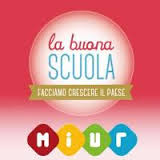 la buona
SCUOLA
FACCIAMO CRESCERE IL PAESE
MIUR